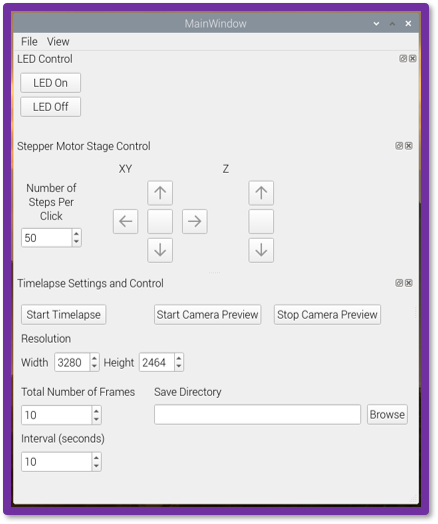 MainWindow
File View
LED Control
LED On
LED Off
Stepper Motor Stage Control
XY Z
Number of
Steps Per
Click
50
Timelapse Settings and Control
Start Timelapse Start Camera Preview Stop Camera Preview
Resolution
Width 3280 Height 2464
Total Number of Frames Save Directory
10 Browse
Interval (seconds)
10